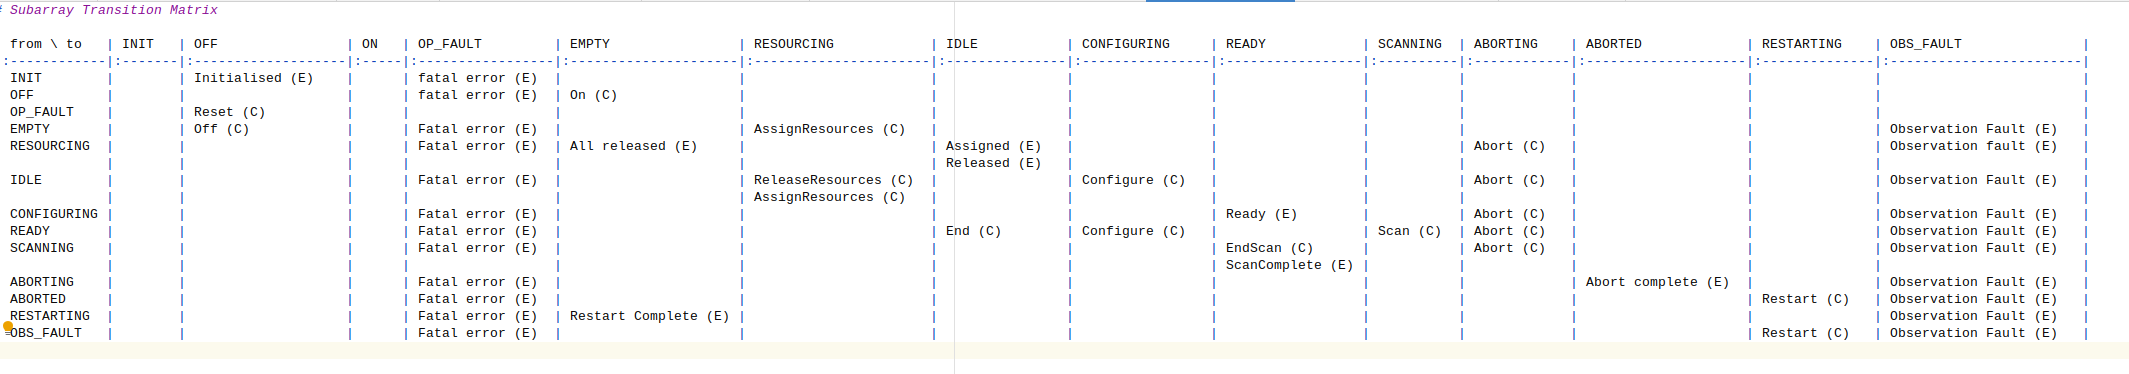 # Subarray Transition Matrix
from \ to | INIT | OFF | ON | OP_FAULT | EMPTY | RESOURCING | IDLE | CONFIGURING | READY | SCANNING | ABORTING | ABORTED | RESTARTING | OBS_FAULT |
:------------|:-------|:-------------------|:-----|:-----------------|:---------------------|:----------------------|:---------------|:----------------|:-----------------|:----------|:------------|:--------------------|:--------------|:------------------------|
INIT | | Initialised (E) | | fatal error (E) | | | | | | | | | | |
OFF | | | | fatal error (E) | On (C) | | | | | | | | | |
OP_FAULT | | Reset (C) | | | | | | | | | | | | |
EMPTY | | Off (C) | | Fatal error (E) | | AssignResources (C) | | | | | | | | Observation Fault (E) |
RESOURCING | | | | Fatal error (E) | All released (E) | | Assigned (E) | | | | Abort (C) | | | Observation fault (E) |
| | | | | | | Released (E) | | | | | | | |
IDLE | | | | Fatal error (E) | | ReleaseResources (C) | | Configure (C) | | | Abort (C) | | | Observation Fault (E) |
| | | | | | AssignResources (C) | | | | | | | | |
CONFIGURING | | | | Fatal error (E) | | | | | Ready (E) | | Abort (C) | | | Observation Fault (E) |
READY | | | | Fatal error (E) | | | End (C) | Configure (C) | | Scan (C) | Abort (C) | | | Observation Fault (E) |
SCANNING | | | | Fatal error (E) | | | | | EndScan (C) | | Abort (C) | | | Observation Fault (E) |
| | | | | | | | | ScanComplete (E) | | | | | |
ABORTING | | | | Fatal error (E) | | | | | | | | Abort complete (E) | | Observation Fault (E) |
ABORTED | | | | Fatal error (E) | | | | | | | | | Restart (C) | Observation Fault (E) |
RESTARTING | | | | Fatal error (E) | Restart Complete (E) | | | | | | | | | Observation Fault (E) |
OBS_FAULT | | | | Fatal error (E) | | | | | | | | | Restart (C) | Observation Fault (E) |